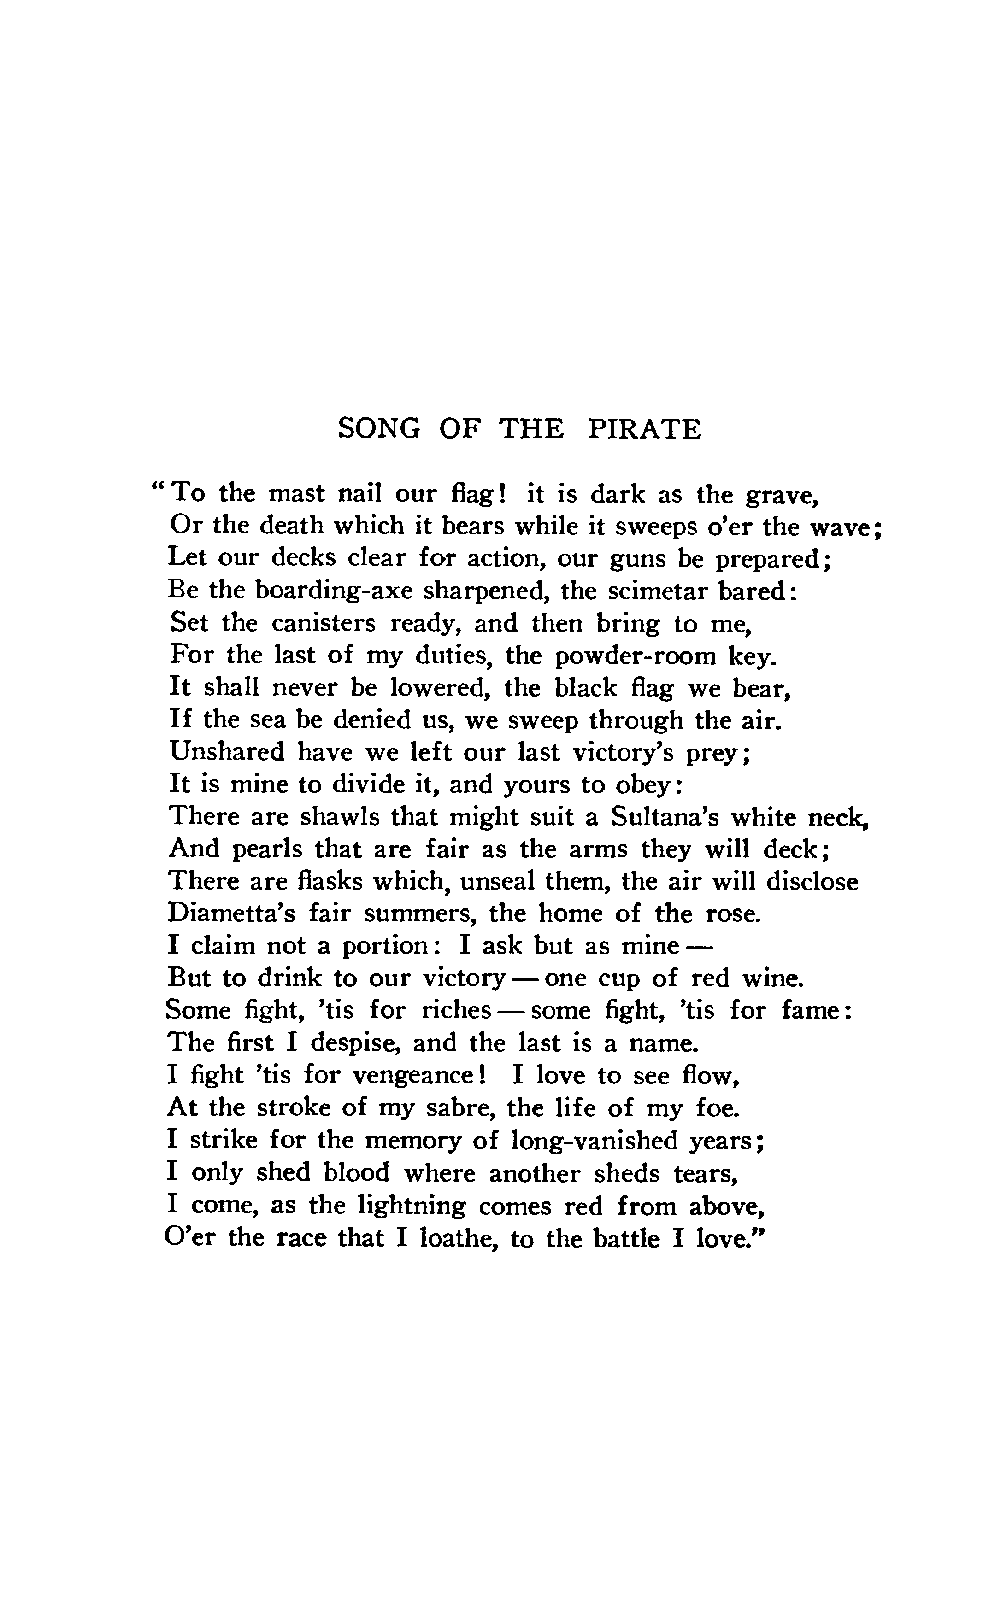 SONG OF THE PIRATE
“To the mast nail our flag! it is dark as the grave,
Or the death which it bears while it sweeps o’er the wave;
Let our decks clear for action, our guns be prepared;
Be the boarding-axe sharpened, the scimetar bared:
Set the canisters ready, and then bring to me,
For the last of my duties, the powder-room key.
It shall never be lowered, the black flag we bear,
If the sea be denied us, we sweep through the air.
Unshared have we left our last victory’s prey;
It is mine to divide it, and yours to obey:
There are shawls that might suit a Sultana’s white neck,
And pearls that are fair as the arms they will deck;
There are flasks which, unseal them, the air will disclose
Diametta’s fair summers, the home of the rose.
I claim not a portion: I ask but as mine—
But to drink to our victory—one cup of red wine.
Some fight, ’tis for riches—some fight, ’tis for fame:
The first I despise, and the last is a name.
I fight ’tis for vengeance! I love to see flow,
At the stroke of my sabre, the life of my foe.
I strike for the memory of long-vanished years;
I only shed blood where another sheds tears,
I come, as the lightning comes red from above,
O’er the race that I loathe, to the battle I love.”